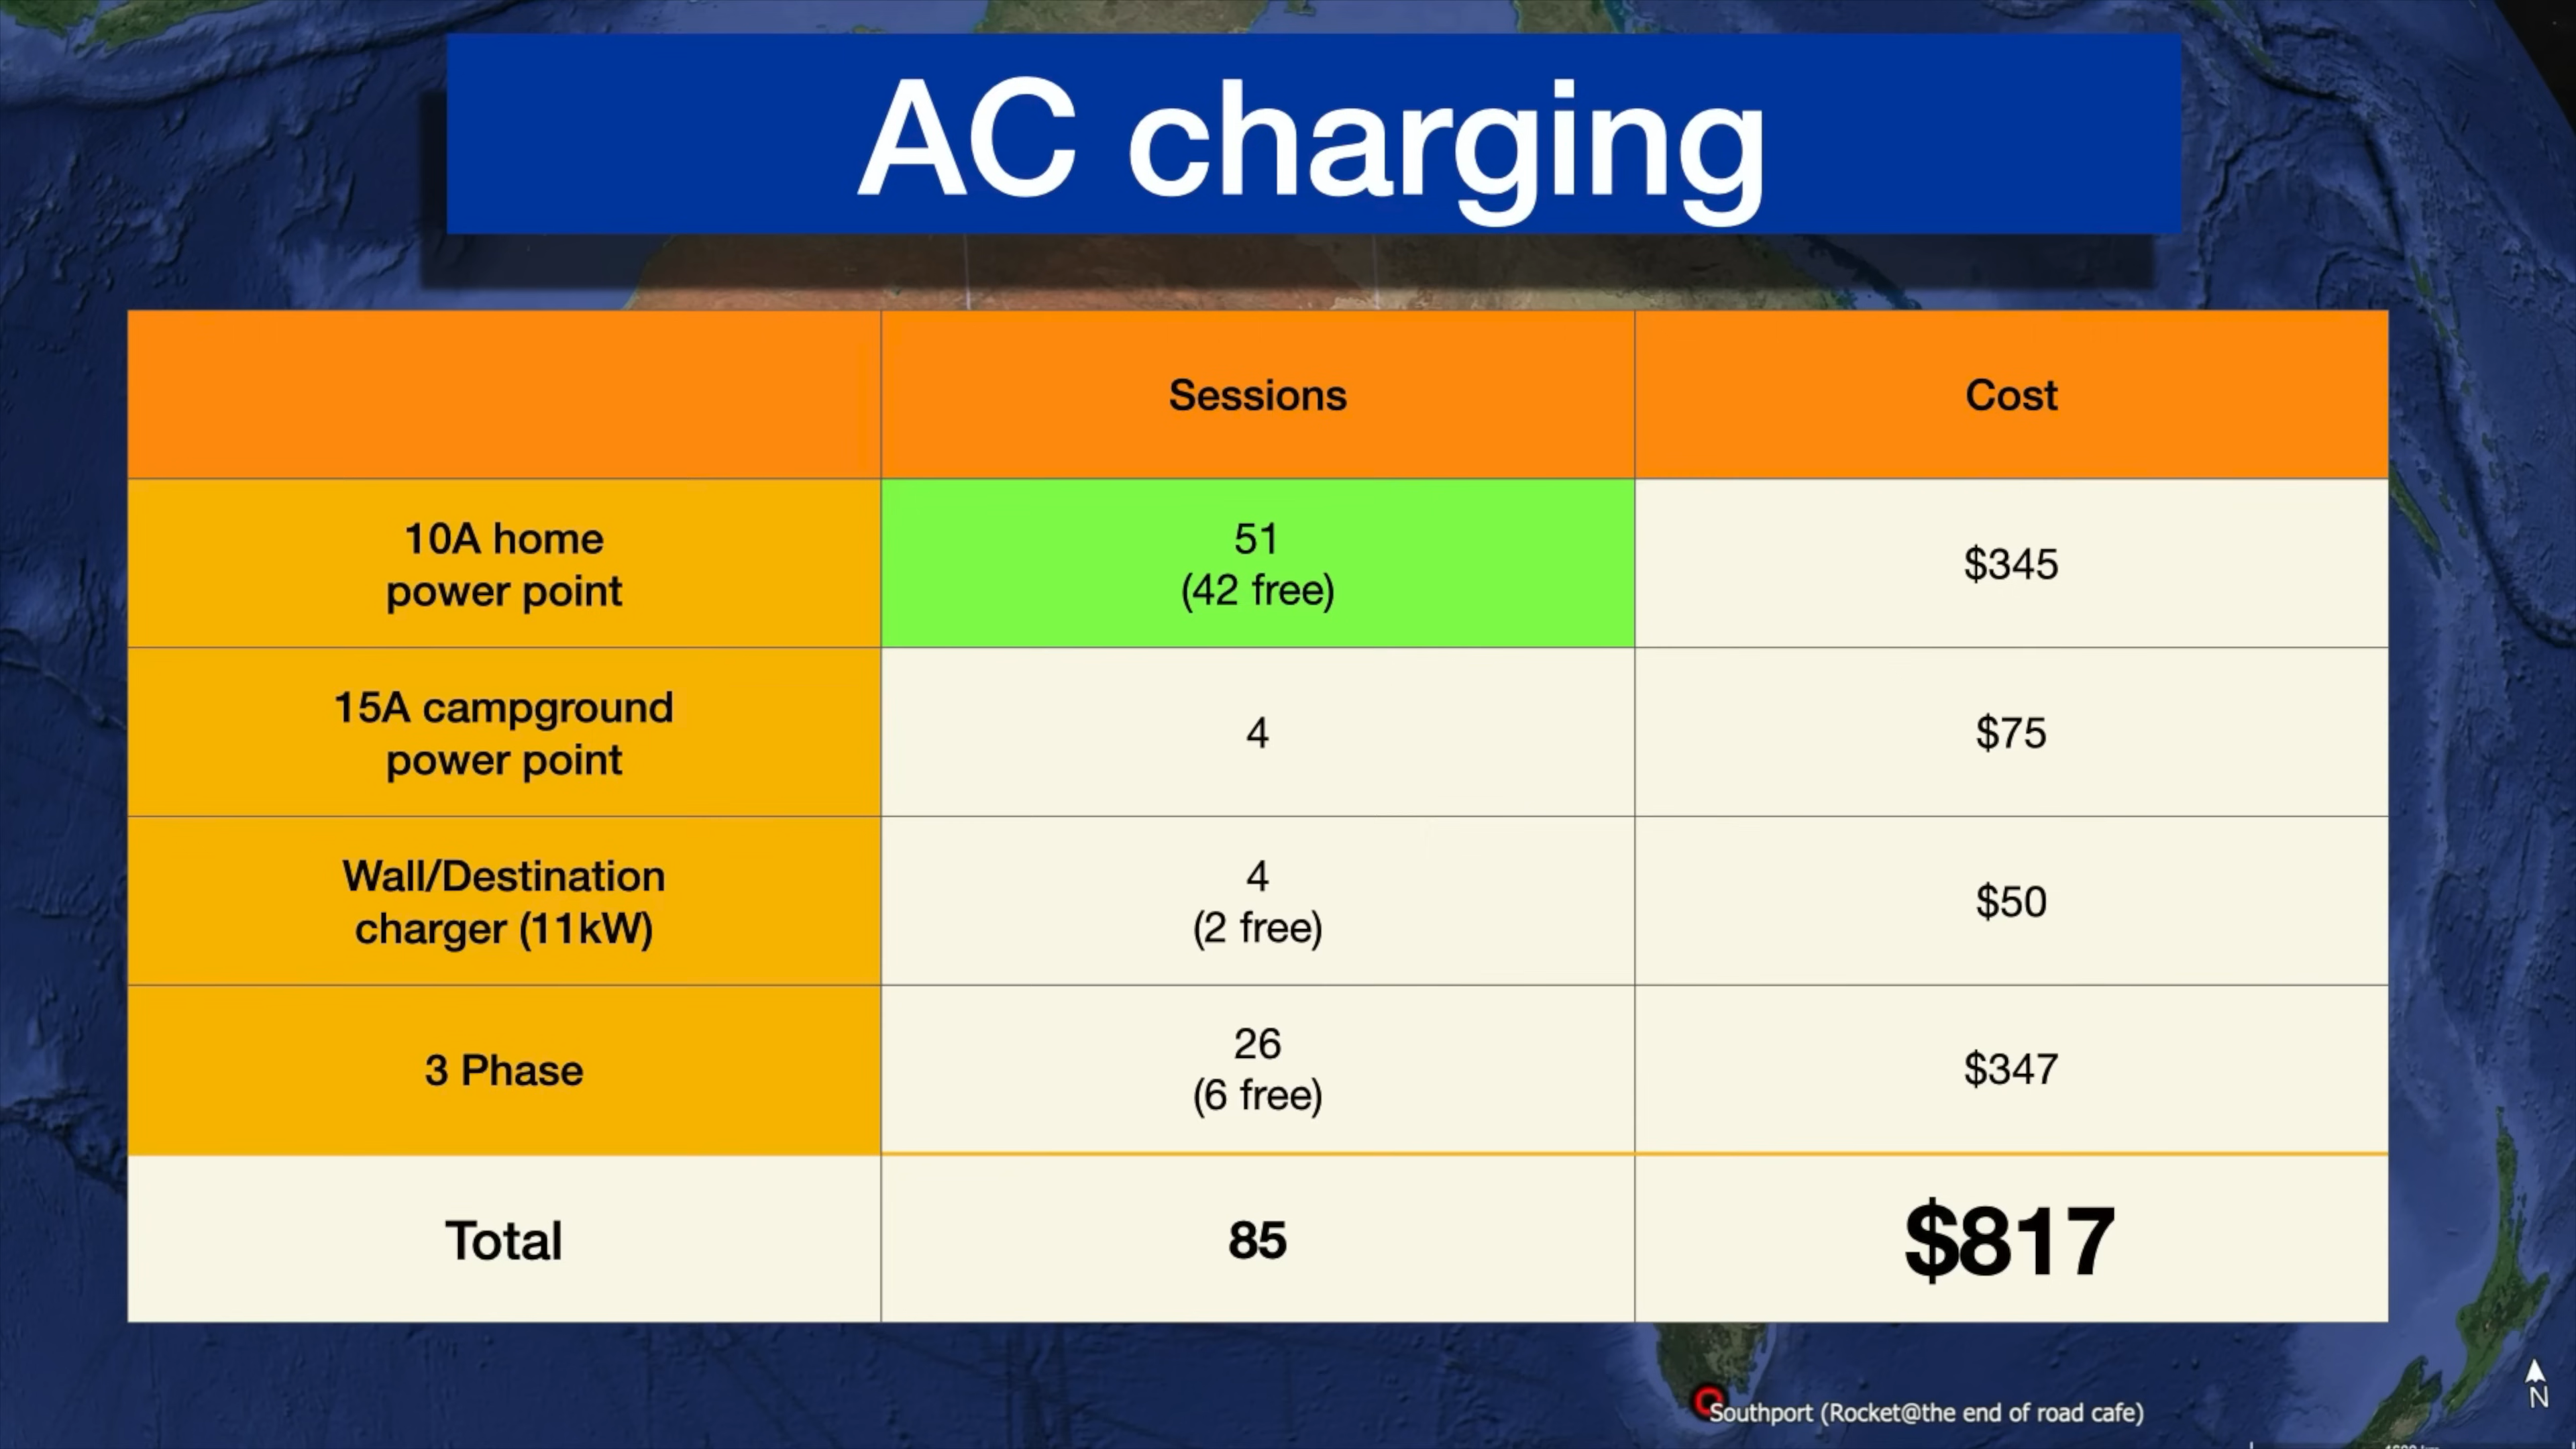 AC charging
Sessions
Cost
10A home
power point
51
(42 free)
$345
15A campground
power point
4
$75
Wall/Destination
charger (11kW)
4
(2 free)
$50
3 Phase
26
(6 free)
$347
Total
85
$817
Southport (Rocket@the end of road cafe)
N